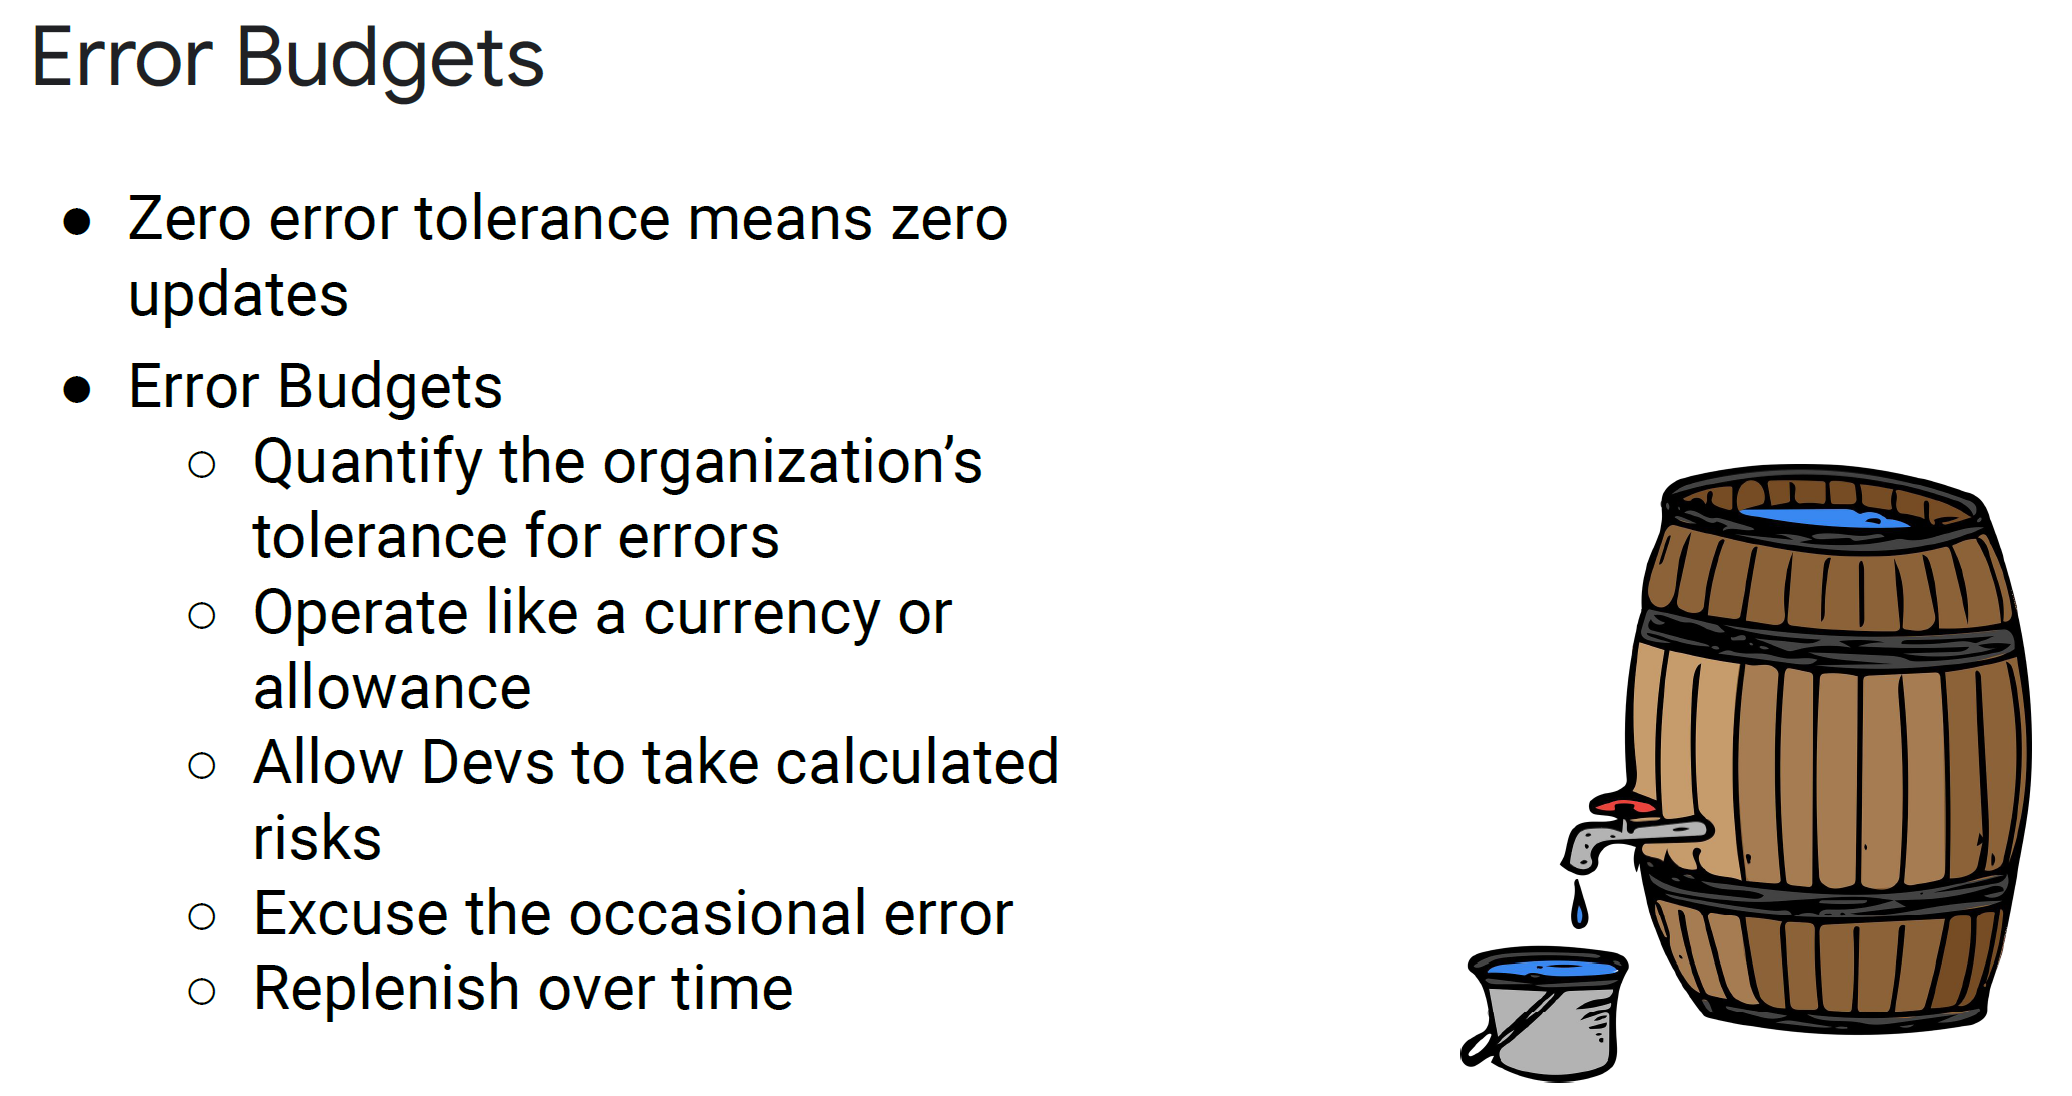 Error Budgets
● Zero error tolerance means zero
updates
● Error Budgets
○ Quantify the organization’s
tolerance for errors
○ Operate like a currency or
allowance
○ Allow Devs to take calculated
risks
○ Excuse the occasional error
○ Replenish over time